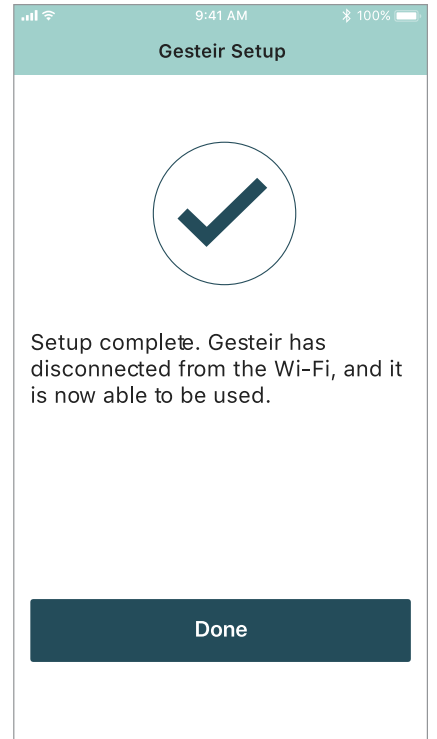 9:41 AM 100%
Gesteir Setup
Setup complete. Gesteir has
disconnected from the Wi-Fi, and it
is now able to be used.
Done